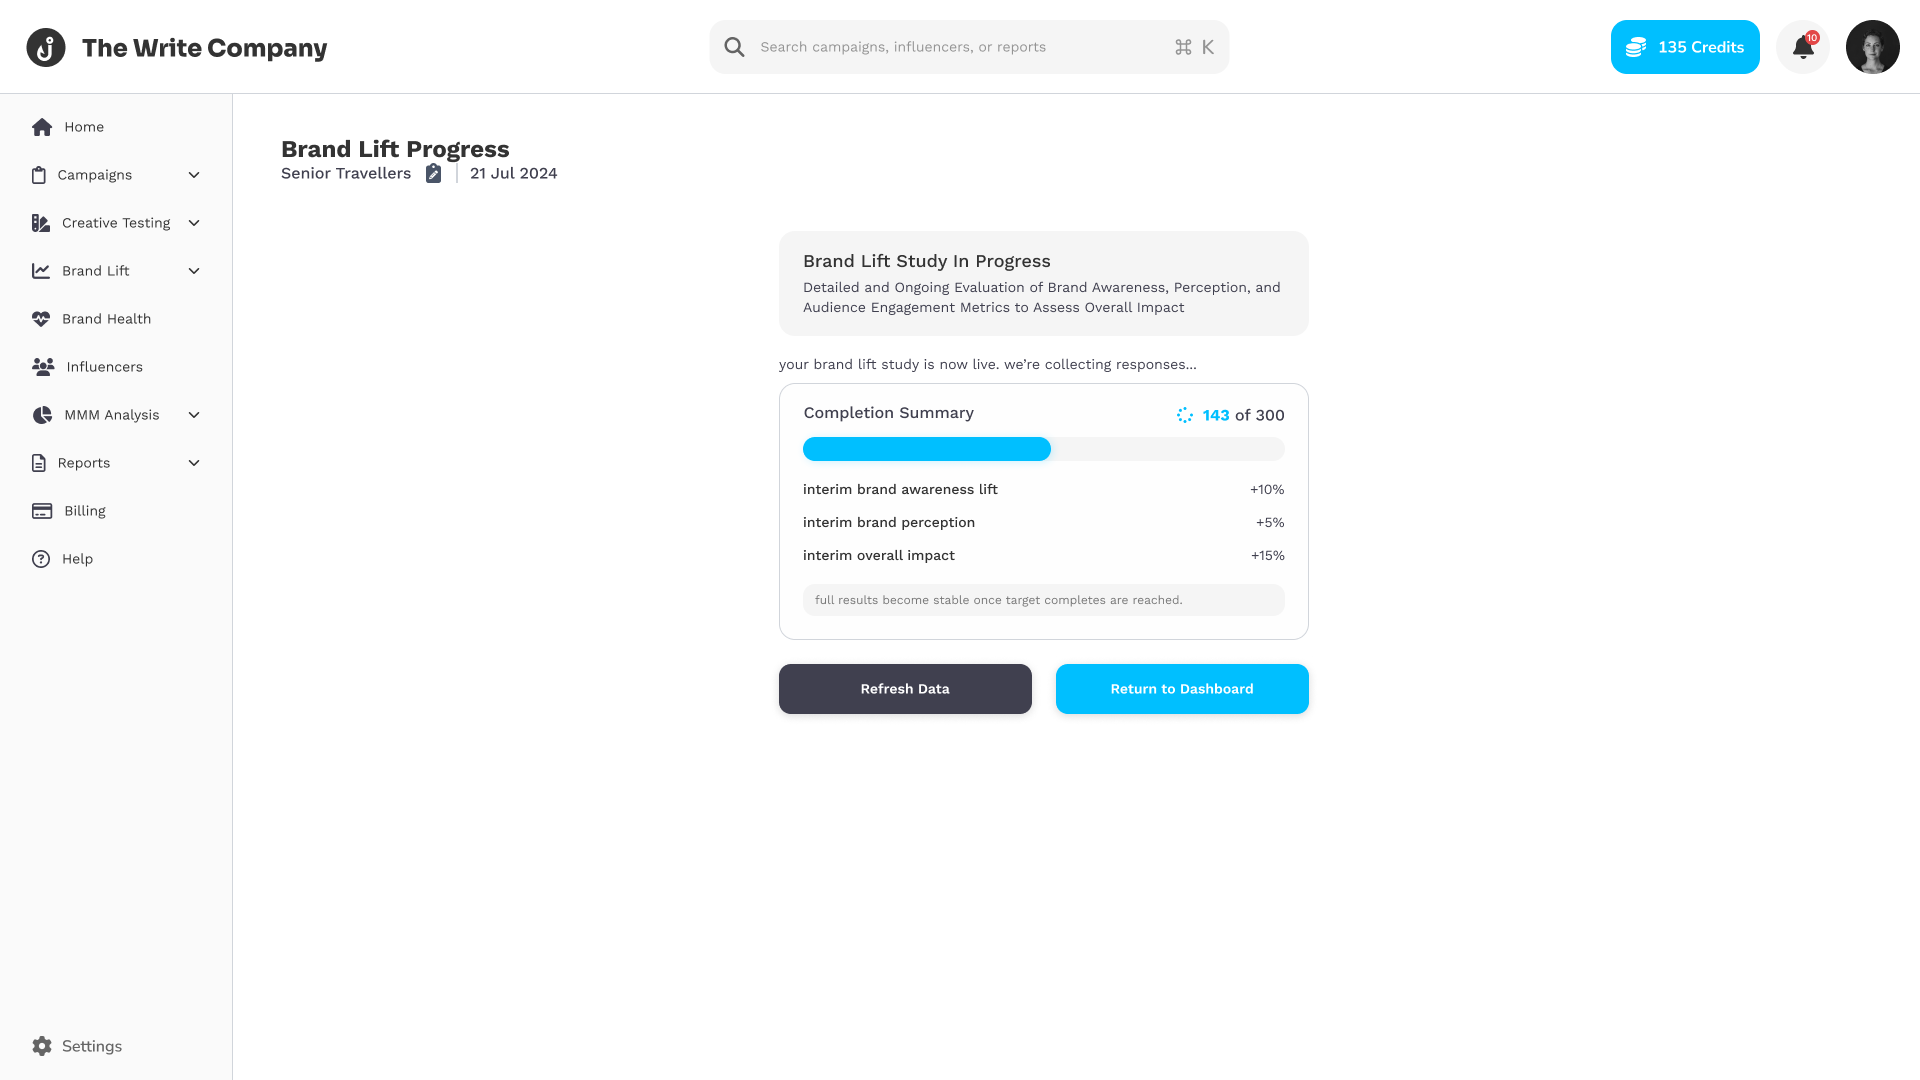 The Write Company
Search campaigns, influencers, or reports
⌘ K
135 Credits
10
Home
Campaigns
Creative Testing
Brand Lift
Brand Health
Influencers
MMM Analysis
Reports
Billing
Help
Settings
Brand Lift Progress
Senior Travellers
21 Jul 2024
Brand Lift Study In Progress
Detailed and Ongoing Evaluation of Brand Awareness, Perception, and
Audience Engagement Metrics to Assess Overall Impact
your brand lift study is now live. we’re collecting responses...
Completion Summary
143 of 300
interim brand awareness lift +10%
interim brand perception +5%
interim overall impact +15%
full results become stable once target completes are reached.
Refresh Data
Return to Dashboard